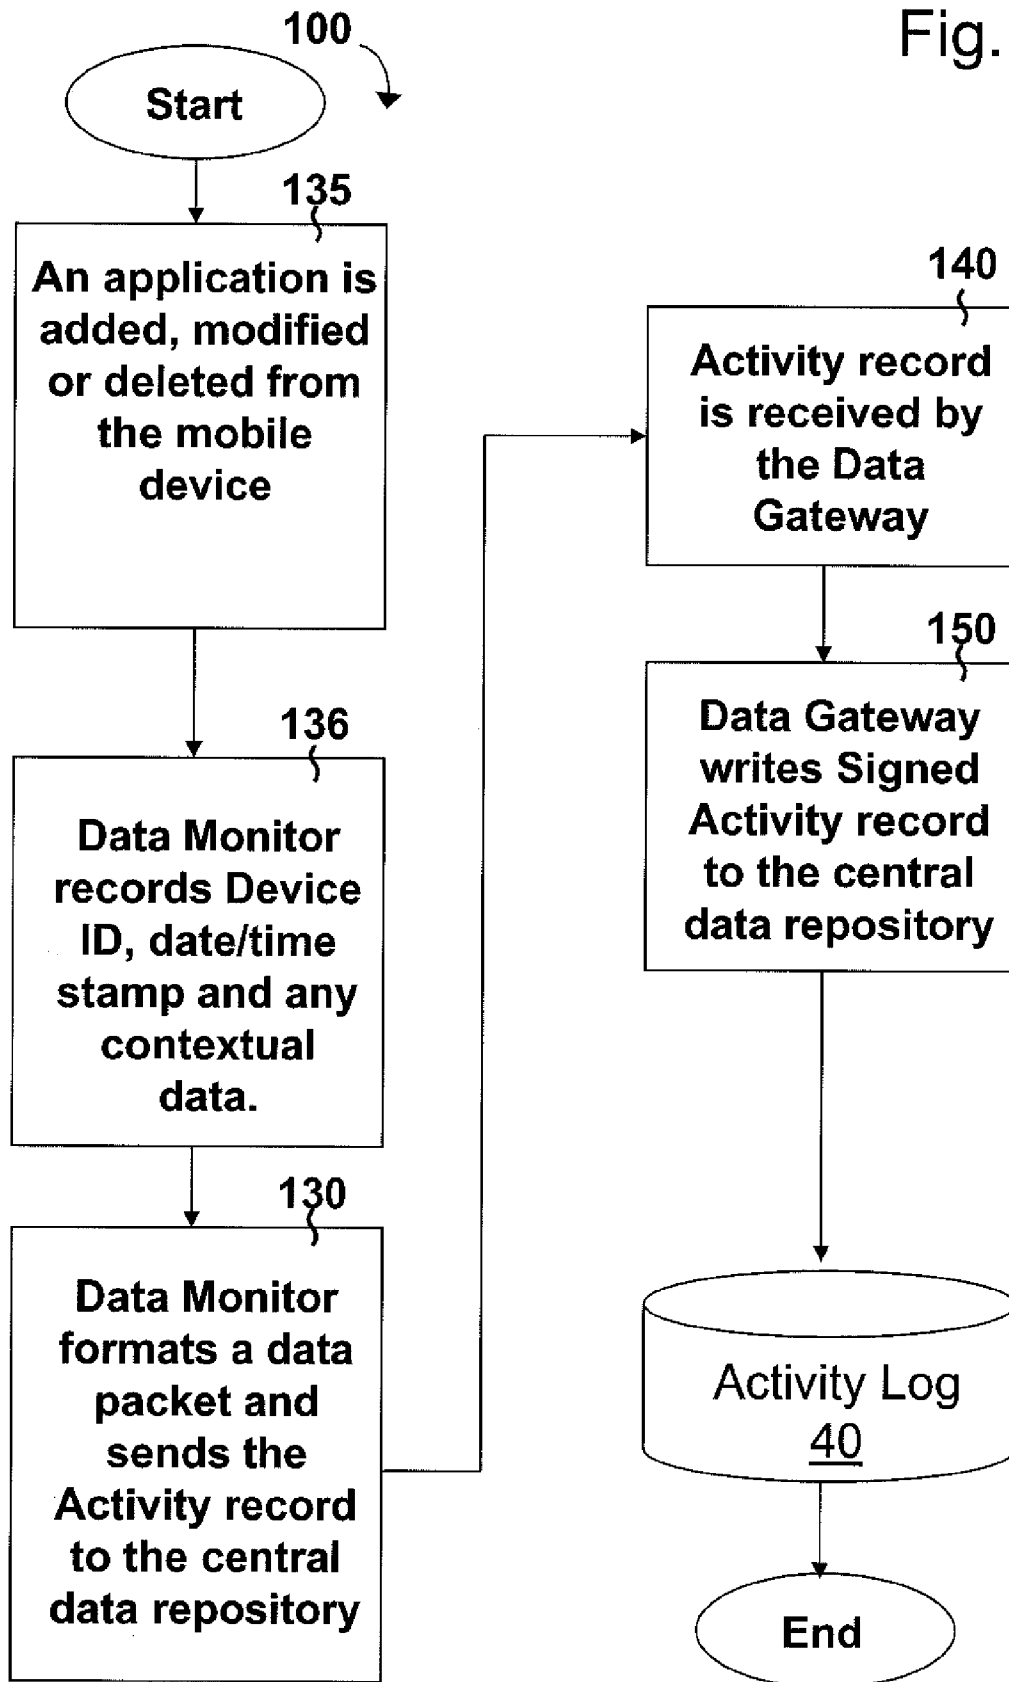 100
Fig.
Start
135
An application is
added, modified
or deleted from
the mobile
device
136
Data Monitor
records Device
ID, date/time
stamp and any
contextual
data.
130
Data Monitor
formats a data
packet and
sends the
Activity record
to the central
data repository
140
Activity record
is received by
the Data
Gateway
150
Data Gateway
writes Signed
Activity record
to the central
data repository
Activity Log
40
End